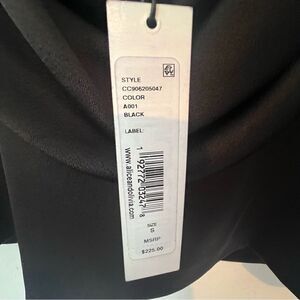 STYLE
CC906205047
COLOR
A001
BLACK
LABEL:
www.aliceandolivia.com
SIZE
S
MSRP
$225.00